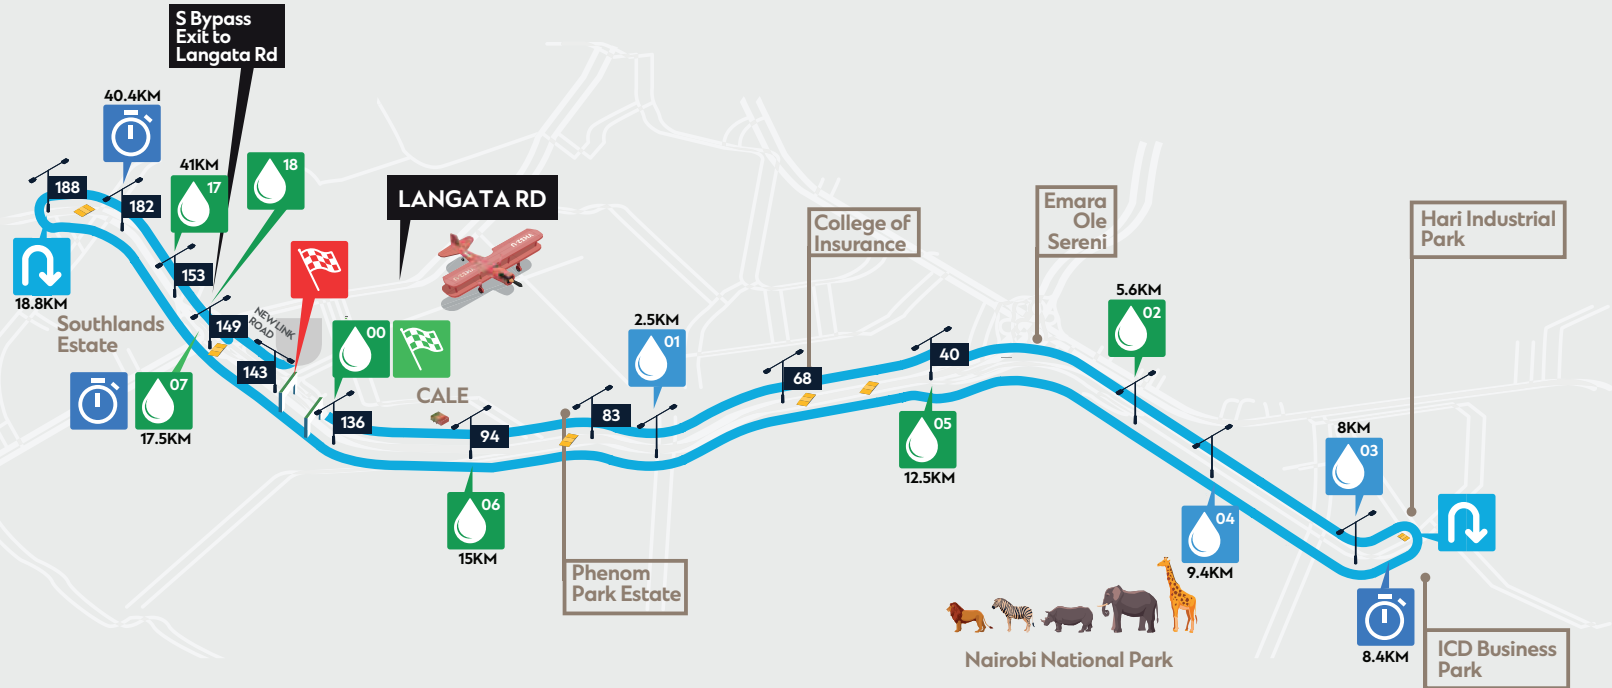 S Bypass
Exit to
Langata Rd
40.4KM
188
182
41KM
17
18
18.8KM
153
LANGATA RD
Southlands
Estate
149
NEW LINK
ROAD
143
07
17.5KM
00
136
CALE
94
06
15KM
83
2.5KM
01
Phenom
Park Estate
College of
Insurance
68
40
05
12.5KM
Emara
Ole
Sereni
5.6KM
02
04
9.4KM
Nairobi National Park
8KM
03
Hari Industrial
Park
8.4KM
ICD Business
Park